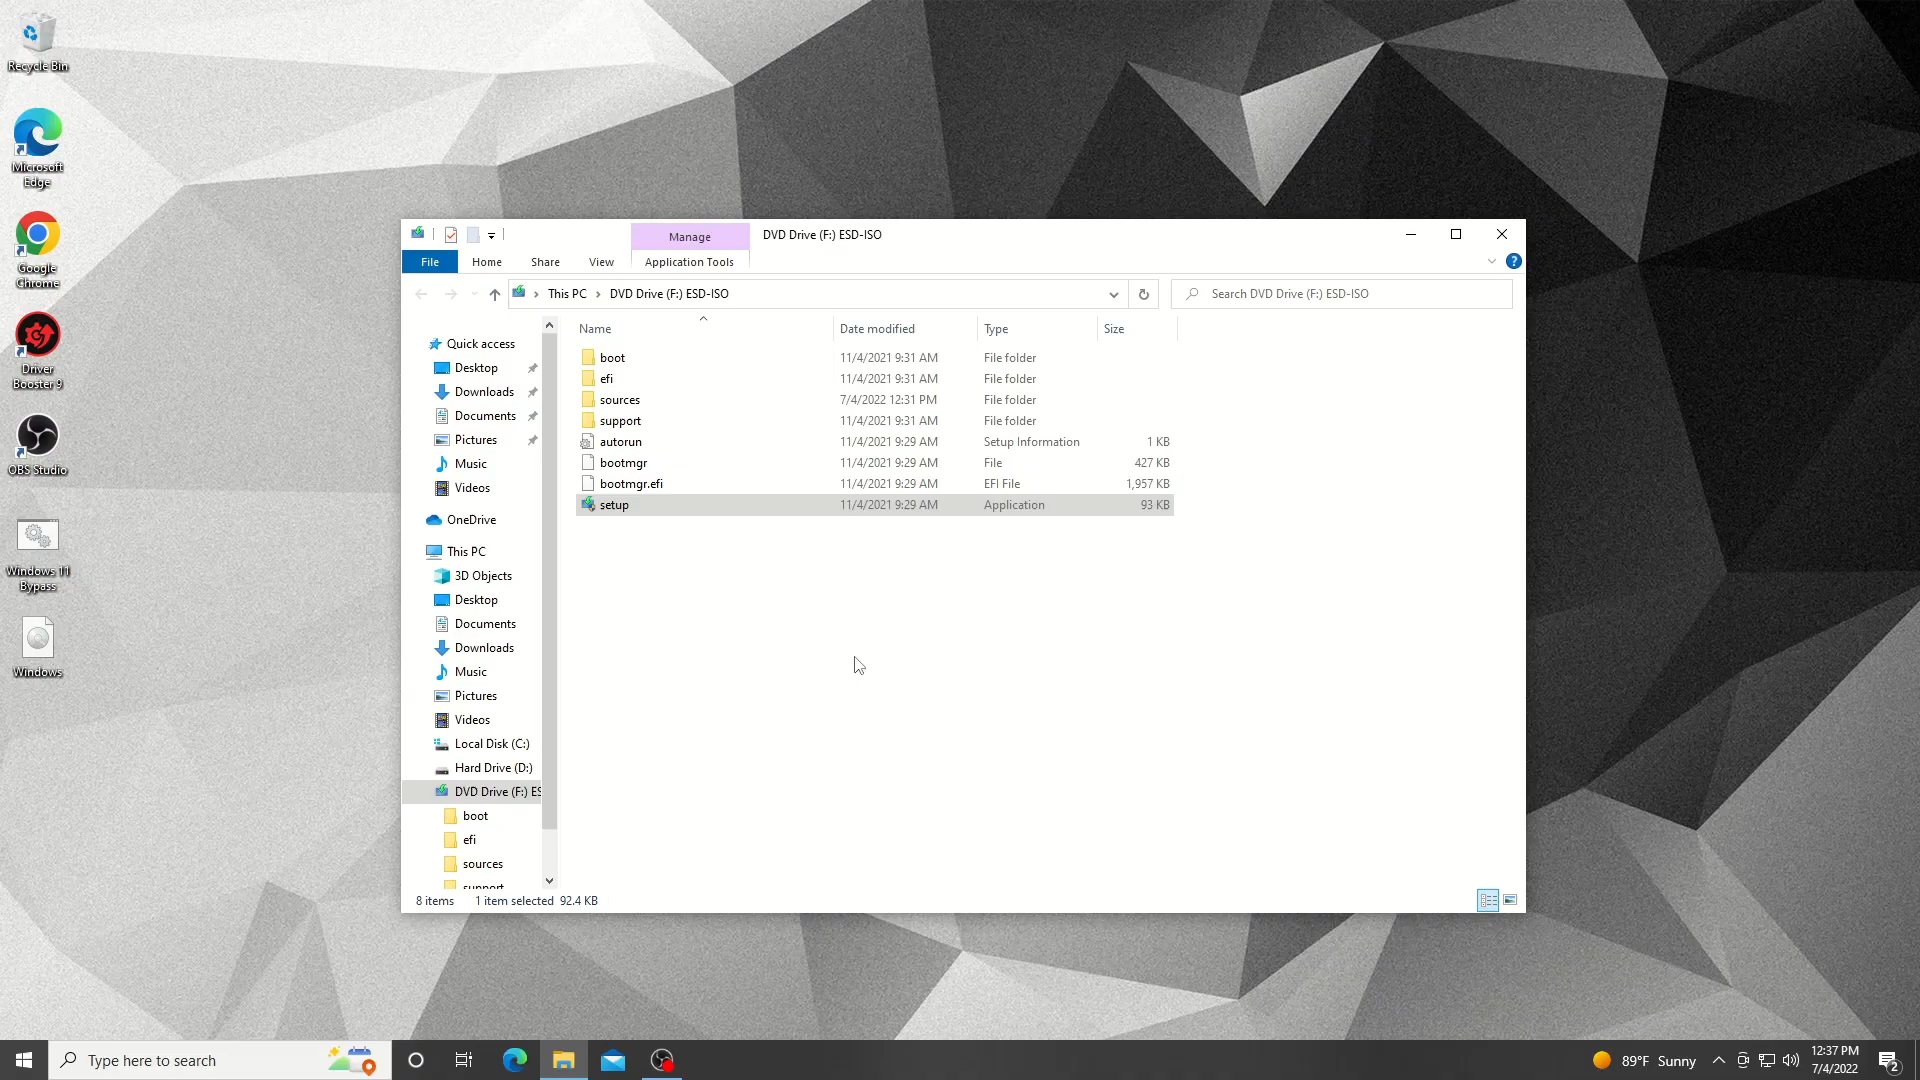 Recycle Bin
Microsoft
Edge
Google
Chrome
Driver
Booster 9
OBS Studio
Windows 11
Bypass
Windows
Manage
DVD Drive (F:) ESD-ISO
File
Home
Share
View
Application Tools
This PC
DVD Drive (F:) ESD-ISO
Search DVD Drive (F:) ESD-ISO
Quick access
Desktop
Downloads
Documents
Pictures
Music
Videos
OneDrive
This PC
3D Objects
Desktop
Documents
Downloads
Music
Pictures
Videos
Local Disk (C:)
Hard Drive (D:)
DVD Drive (F:) ES
boot
efi
sources
support
Name Date modified Type Size
boot 11/4/2021 9:31 AM File folder
efi 11/4/2021 9:31 AM File folder
sources 7/4/2022 12:31 PM File folder
support 11/4/2021 9:31 AM File folder
autorun 11/4/2021 9:29 AM Setup Information 1 KB
bootmgr 11/4/2021 9:29 AM File 427 KB
bootmgr.efi 11/4/2021 9:29 AM EFI File 1,957 KB
setup 11/4/2021 9:29 AM Application 93 KB
8 items 1 item selected 92.4 KB
Type here to search
89°F Sunny
12:37 PM
7/4/2022
2